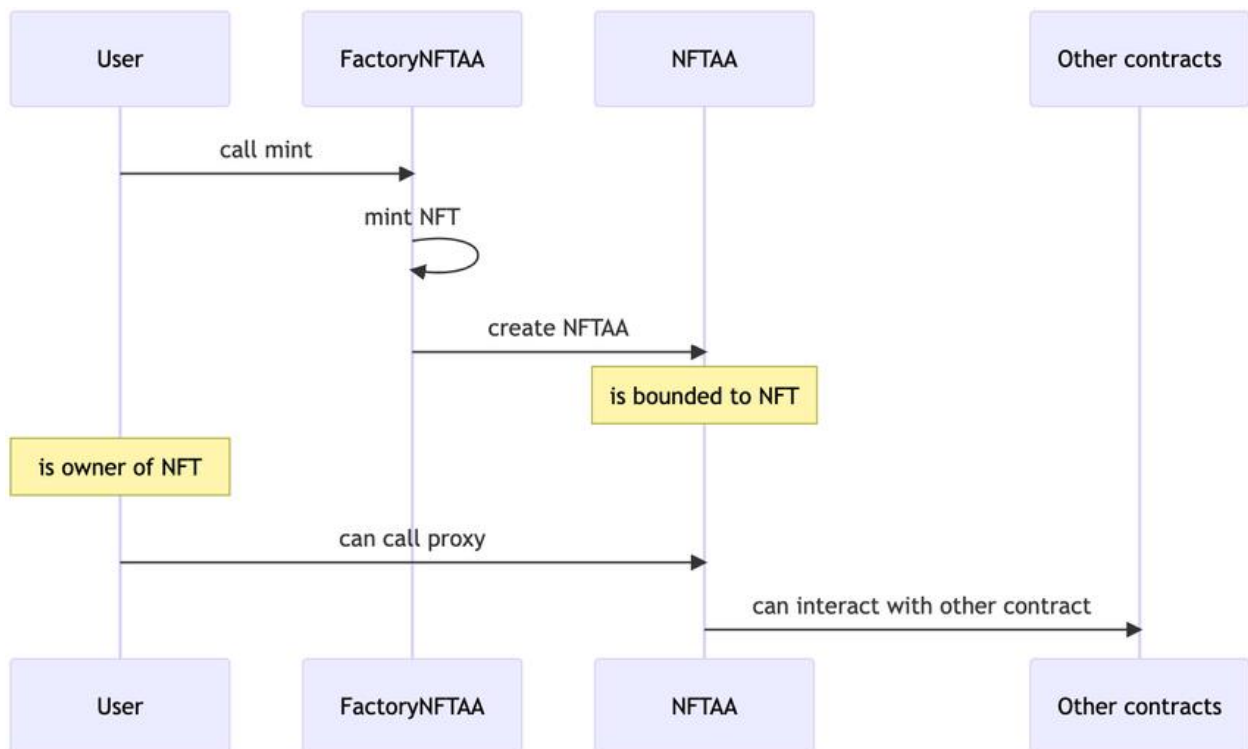 User
FactoryNFTAA
NFTAA
Other contracts
call mint
mint NFT
create NFTAA
is bounded to NFT
is owner of NFT
can call proxy
can interact with other contract
User
FactoryNFTAA
NFTAA
Other contracts